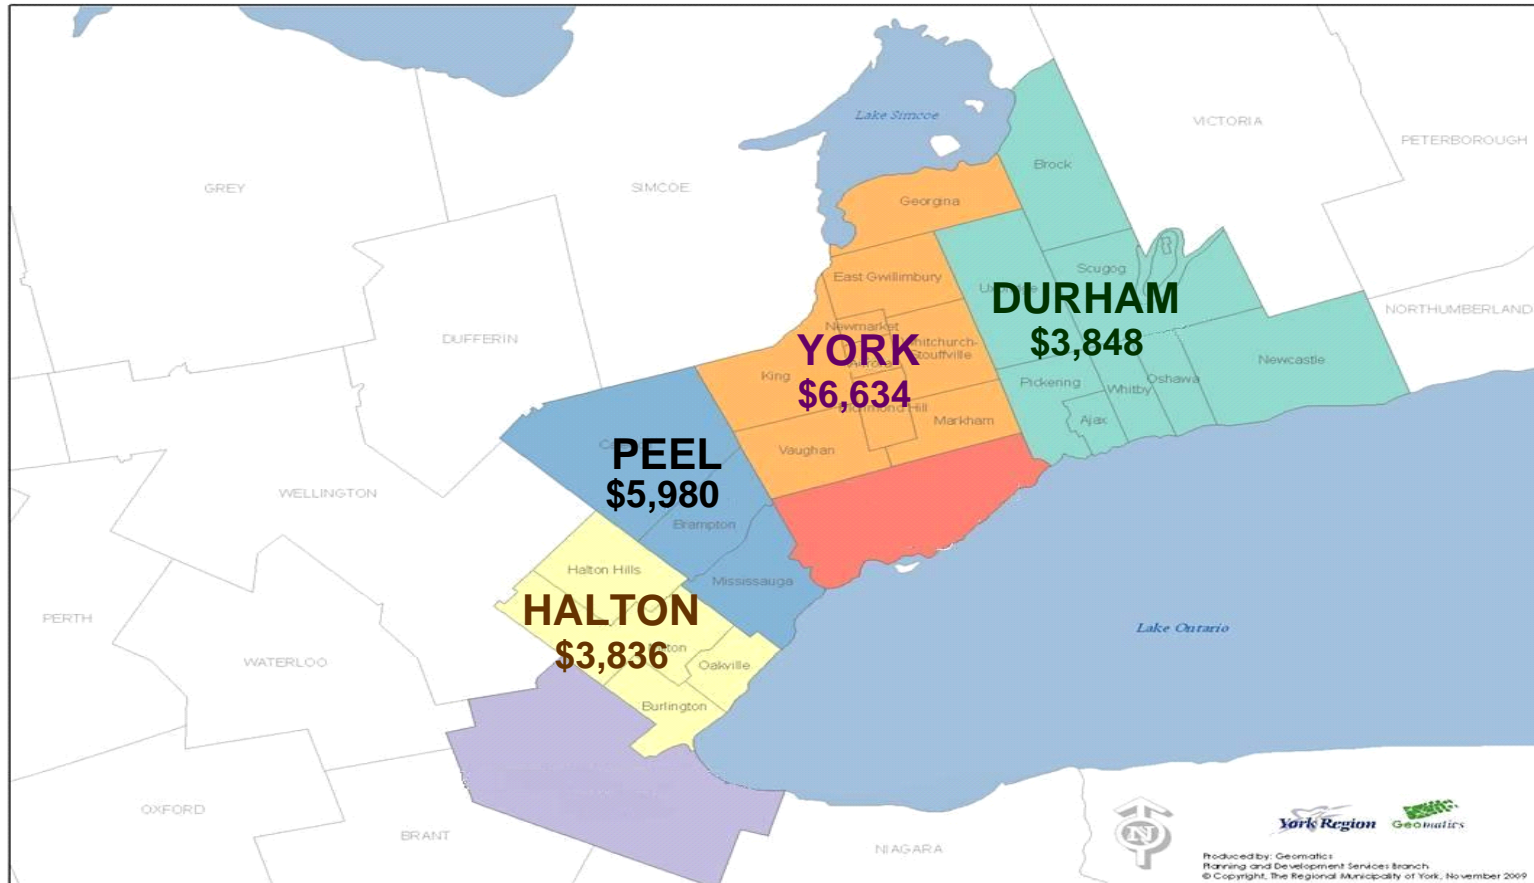 Lake Simcoe
VICTORIA
PETERBOROUGH
Brock
GREY
SIMCOE
Georgina
East Gwillimbury
Scugog
DURHAM
$3,848
NORTHUMBERLAND
Newmarket
DUFFERIN
YORK
$6,634
Stouffville
Newcastle
King
Pickering
Whitby
Oshawa
Hill
Markham
Ajax
Vaughan
PEEL
$5,980
WELLINGTON
Brampton
Halton Hills
Mississauga
HALTON
$3,836
PERTH
Lake Ontario
WATERLOO
Oakville
Burlington
OXFORD
BRANT
NIAGARA
N
York Region
Geomatics
Produced by: Geomatics
Planning and Development Services Branch
© Copyright, The Regional Municipality of York, November 2009